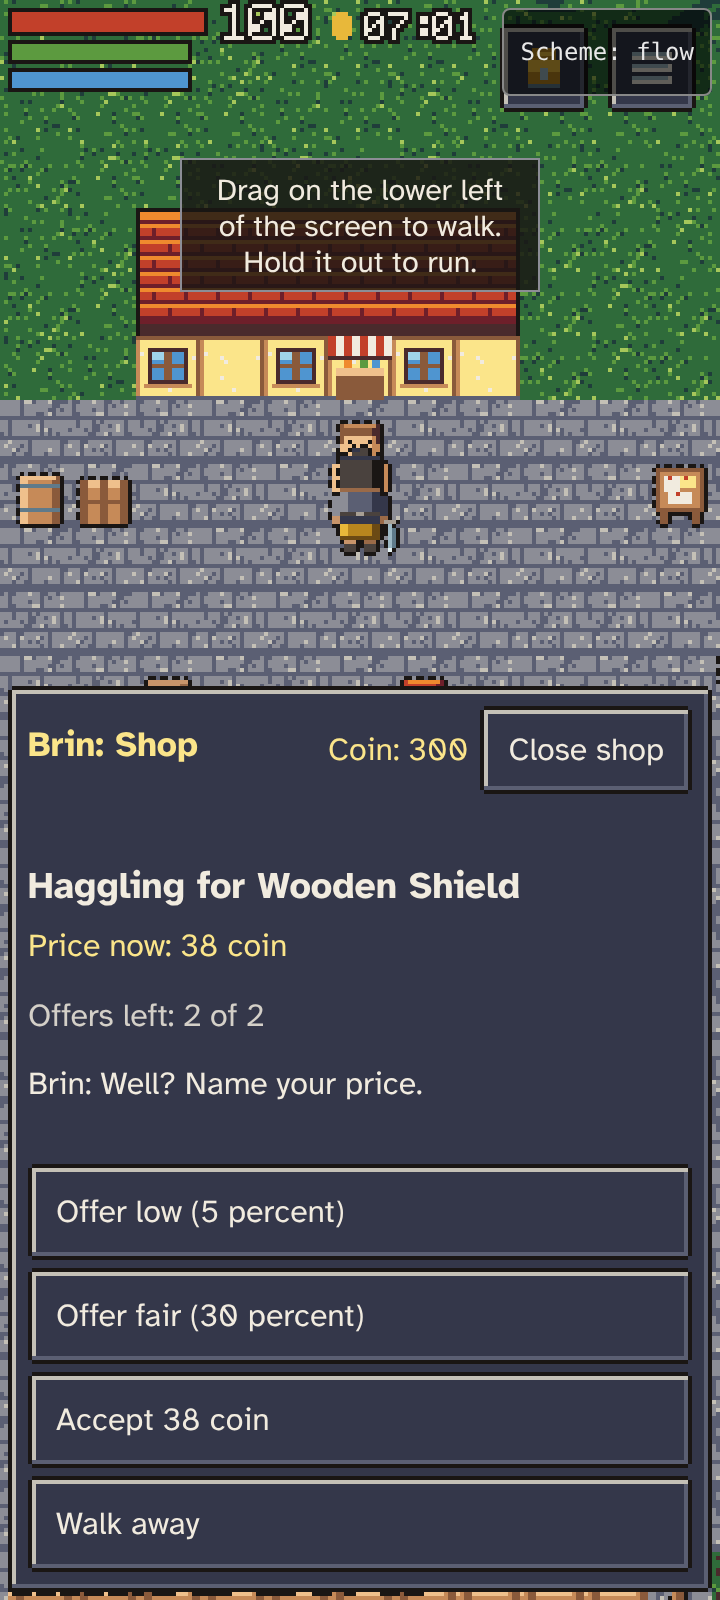 100 07:01
Scheme: flow
Drag on the lower left
of the screen to walk.
Hold it out to run.
Brin: Shop
Coin: 300
Close shop
Haggling for Wooden Shield
Price now: 38 coin
Offers left: 2 of 2
Brin: Well? Name your price.
Offer low (5 percent)
Offer fair (30 percent)
Accept 38 coin
Walk away